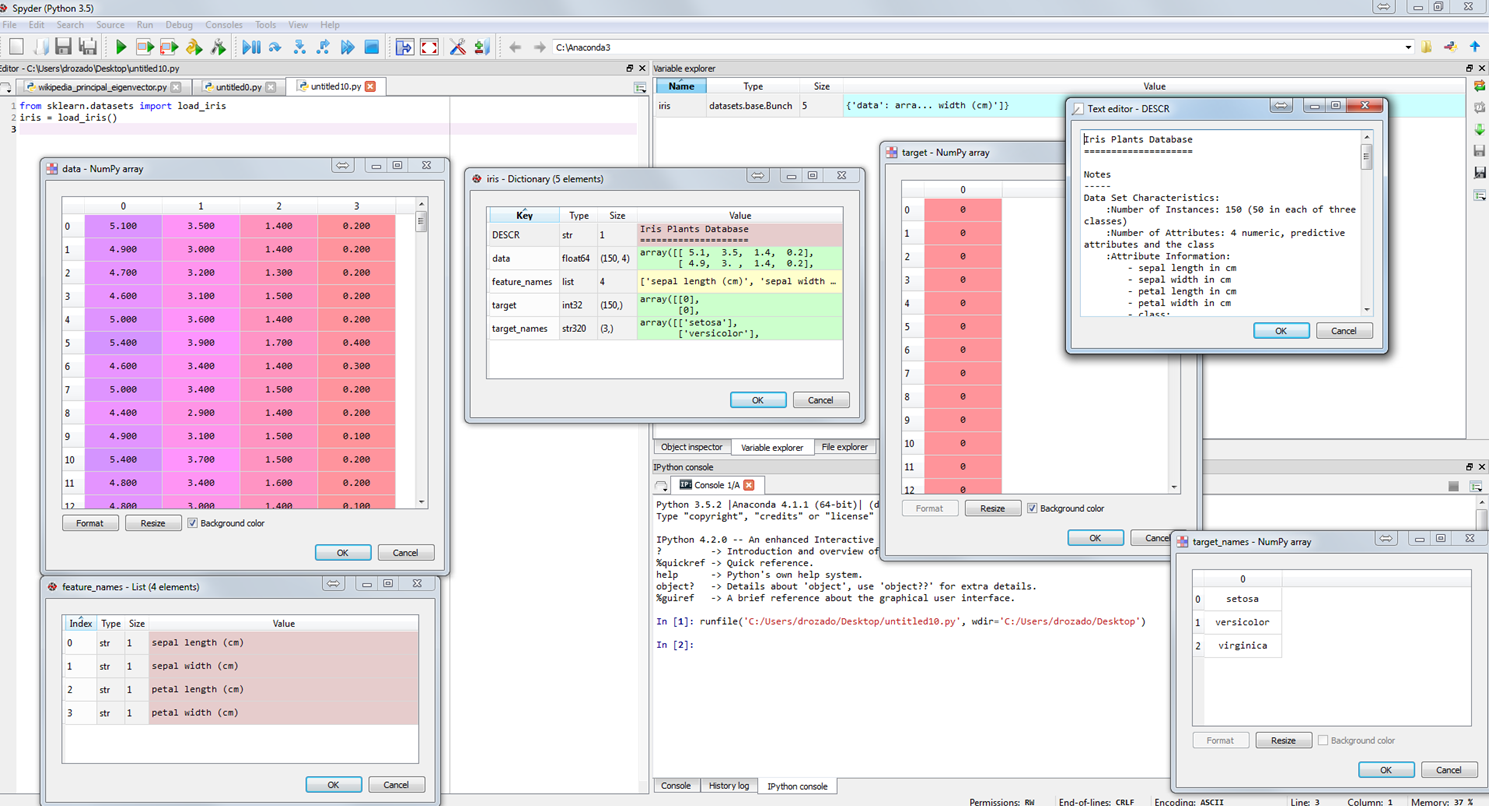 Spyder (Python 3.5)
File Edit Search Source Run Debug Consoles Tools View Help
C:\Anaconda3
Editor - C:\Users\drozado\Desktop\untitled10.py
wikipedia_principal_eigenvector.py untitled0.py untitled10.py
1 from sklearn.datasets import load_iris
2 iris = load_iris()
3
Variable explorer
Name Type Size Value
iris datasets.base.Bunch 5 {'data': arra... width (cm)']}
data - NumPy array
0 1 2 3
0 5.100 3.500 1.400 0.200
1 4.900 3.000 1.400 0.200
2 4.700 3.200 1.300 0.200
3 4.600 3.100 1.500 0.200
4 5.000 3.600 1.400 0.200
5 5.400 3.900 1.700 0.400
6 4.600 3.400 1.400 0.300
7 5.000 3.400 1.500 0.200
8 4.400 2.900 1.400 0.200
9 4.900 3.100 1.500 0.100
10 5.400 3.700 1.500 0.200
11 4.800 3.400 1.600 0.200
12 4.800 3.000 1.400 0.100
Format Resize Background color
OK Cancel
iris - Dictionary (5 elements)
Key Type Size Value
DESCR str 1 Iris Plants Database
====================
data float64 (150, 4) array([[ 5.1, 3.5, 1.4, 0.2],
[ 4.9, 3. , 1.4, 0.2],
feature_names list 4 ['sepal length (cm)', 'sepal width …
target int32 (150,) array([[0],
[0],
target_names str320 (3,) array([['setosa'],
['versicolor'],
OK Cancel
target - NumPy array
0
0 0
1 0
2 0
3 0
4 0
5 0
6 0
7 0
8 0
9 0
10 0
11 0
12 0
Format Resize Background color
OK Cance
Text editor - DESCR
Iris Plants Database
====================
Notes
-----
Data Set Characteristics:
:Number of Instances: 150 (50 in each of three
classes)
:Number of Attributes: 4 numeric, predictive
attributes and the class
:Attribute Information:
- sepal length in cm
- sepal width in cm
- petal length in cm
- petal width in cm
- class:
OK Cancel
Object inspector Variable explorer File explorer
IPython console
Console 1/A
Python 3.5.2 |Anaconda 4.1.1 (64-bit)| (d
Type "copyright", "credits" or "license"
IPython 4.2.0 -- An enhanced Interactive
? -> Introduction and overview of
%quickref -> Quick reference.
help -> Python's own help system.
object? -> Details about 'object', use 'object??' for extra details.
%guiref -> A brief reference about the graphical user interface.
In [1]: runfile('C:/Users/drozado/Desktop/untitled10.py', wdir='C:/Users/drozado/Desktop')
In [2]:
feature_names - List (4 elements)
Index Type Size Value
0 str 1 sepal length (cm)
1 str 1 sepal width (cm)
2 str 1 petal length (cm)
3 str 1 petal width (cm)
OK Cancel
target_names - NumPy array
0
0 setosa
1 versicolor
2 virginica
Format Resize Background color
OK Cancel
Console History log IPython console
Permissions: RW End-of-lines: CRLF Encoding: ASCII Line: 3 Column: 1 Memory: 37 %